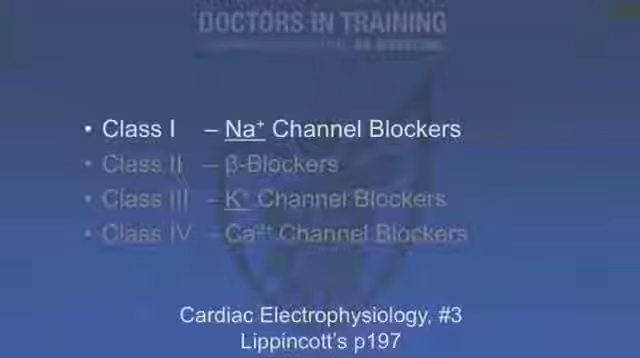 DOCTORS IN TRAINING
• Class I – Na⁺ Channel Blockers
• Class II – β-Blockers
• Class III – K⁺ Channel Blockers
• Class IV – Ca²⁺ Channel Blockers
Cardiac Electrophysiology, #3
Lippincott's p197